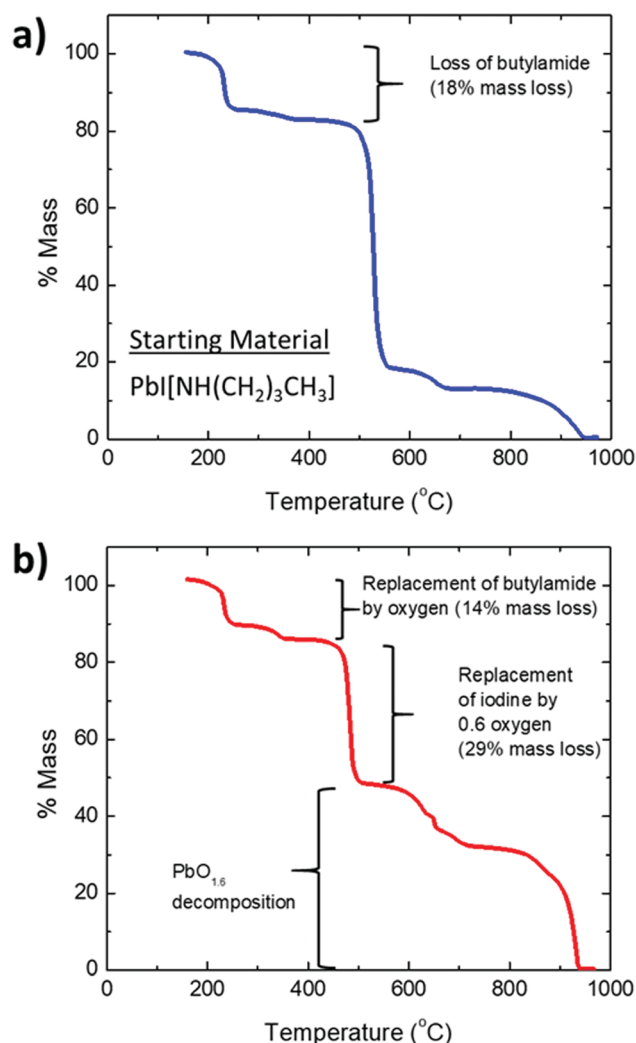 a)
100
80
60
40
20
0
% Mass
Loss of butylamide
(18% mass loss)
Starting Material
PbI[NH(CH₂)₃CH₃]
0 200 400 600 800 1000
Temperature (°C)
b)
100
80
60
40
20
0
% Mass
Replacement of butylamide
by oxygen (14% mass loss)
Replacement
of iodine by
0.6 oxygen
(29% mass loss)
PbO₁.₆
decomposition
0 200 400 600 800 1000
Temperature (°C)